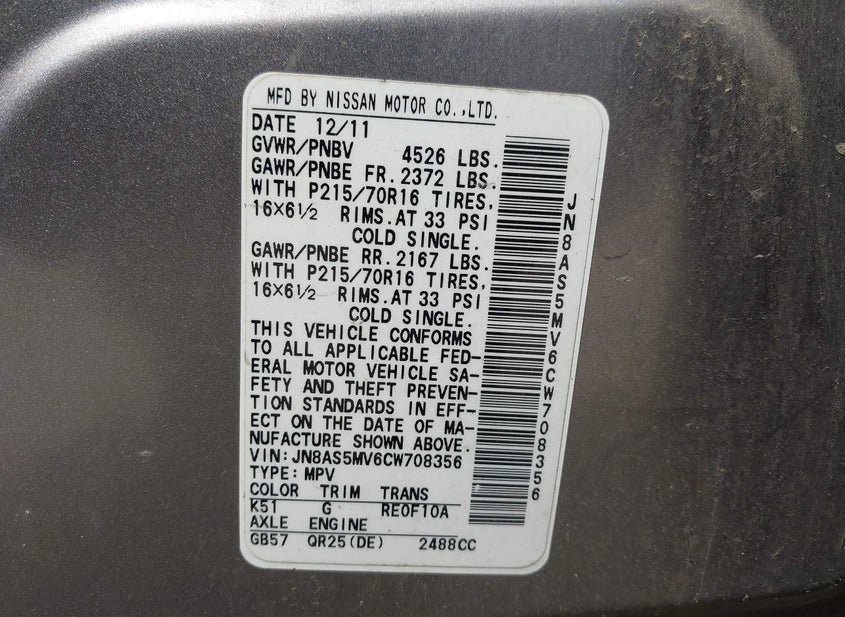 MFD BY NISSAN MOTOR CO.,LTD.
DATE 12/11
GVWR/PNBV 4526 LBS.
GAWR/PNBE FR.2372 LBS.
WITH P215/70R16 TIRES,
16X6½ RIMS.AT 33 PSI
COLD SINGLE.
GAWR/PNBE RR.2167 LBS.
WITH P215/70R16 TIRES,
16X6½ RIMS.AT 33 PSI
COLD SINGLE.
THIS VEHICLE CONFORMS
TO ALL APPLICABLE FED-
ERAL MOTOR VEHICLE SA-
FETY AND THEFT PREVEN-
TION STANDARDS IN EFF-
ECT ON THE DATE OF MA-
NUFACTURE SHOWN ABOVE.
VIN:JN8AS5MV6CW708356
TYPE:MPV
COLOR TRIM TRANS
K51 G RE0F10A
AXLE ENGINE
GB57 QR25(DE) 2488CC
JN8AS5MV6CW708356